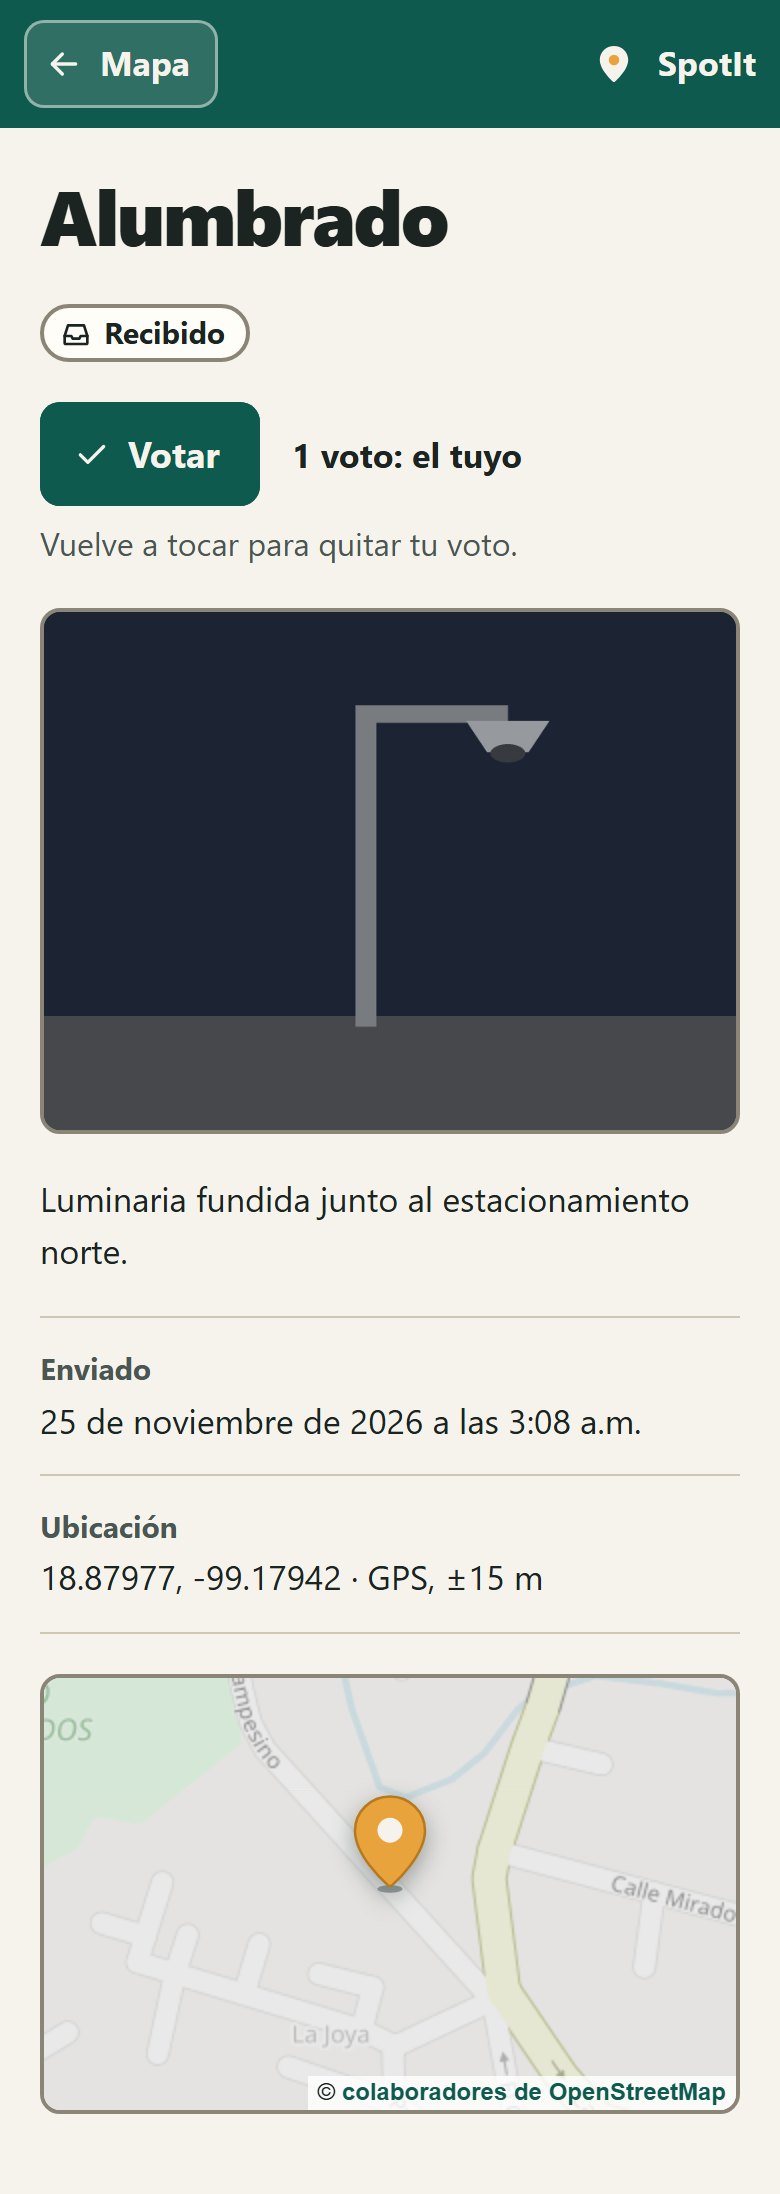 Mapa
SpotIt
Alumbrado
Recibido
Votar
1 voto: el tuyo
Vuelve a tocar para quitar tu voto.
Luminaria fundida junto al estacionamiento
norte.
Enviado
25 de noviembre de 2026 a las 3:08 a.m.
Ubicación
18.87977, -99.17942 · GPS, ±15 m
ampesino
DOS
Calle Mirado
La Joya
© colaboradores de OpenStreetMap